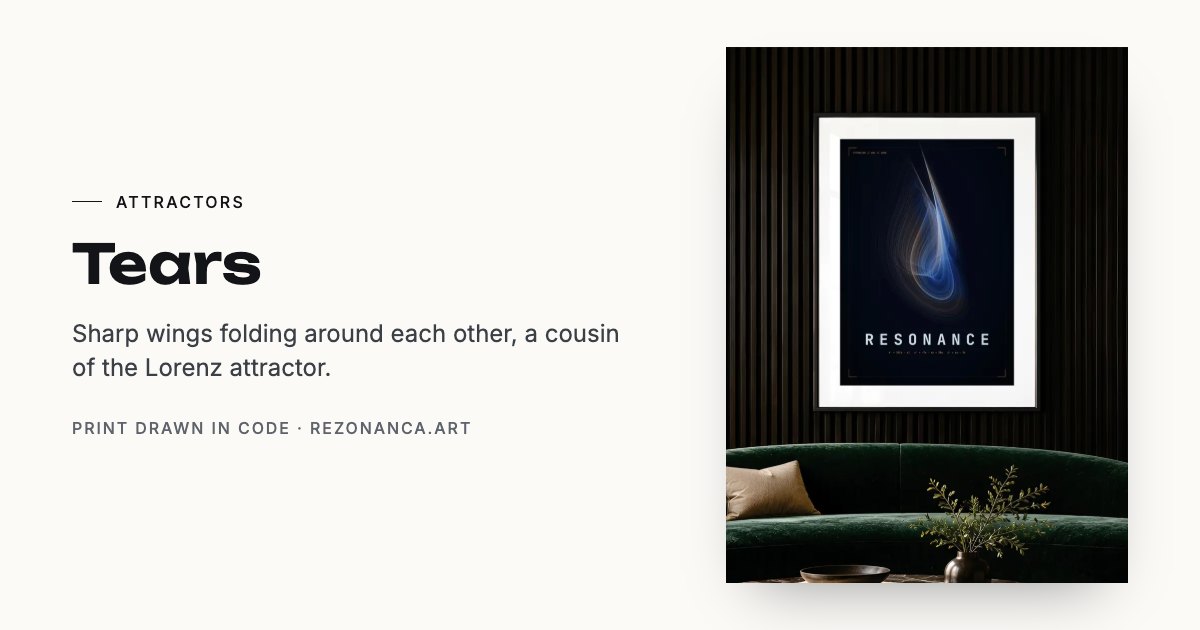 ATTRACTORS
Tears
Sharp wings folding around each other, a cousin
of the Lorenz attractor.
PRINT DRAWN IN CODE · REZONANCA.ART
RESONANCE